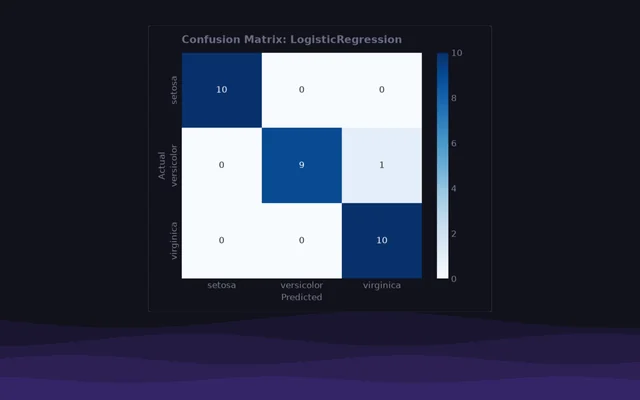 Confusion Matrix: LogisticRegression
10
setosa
10 0 0
8
6
Actual
versicolor
0 9 1
4
2
virginica
0 0 10
0
setosa versicolor virginica
Predicted